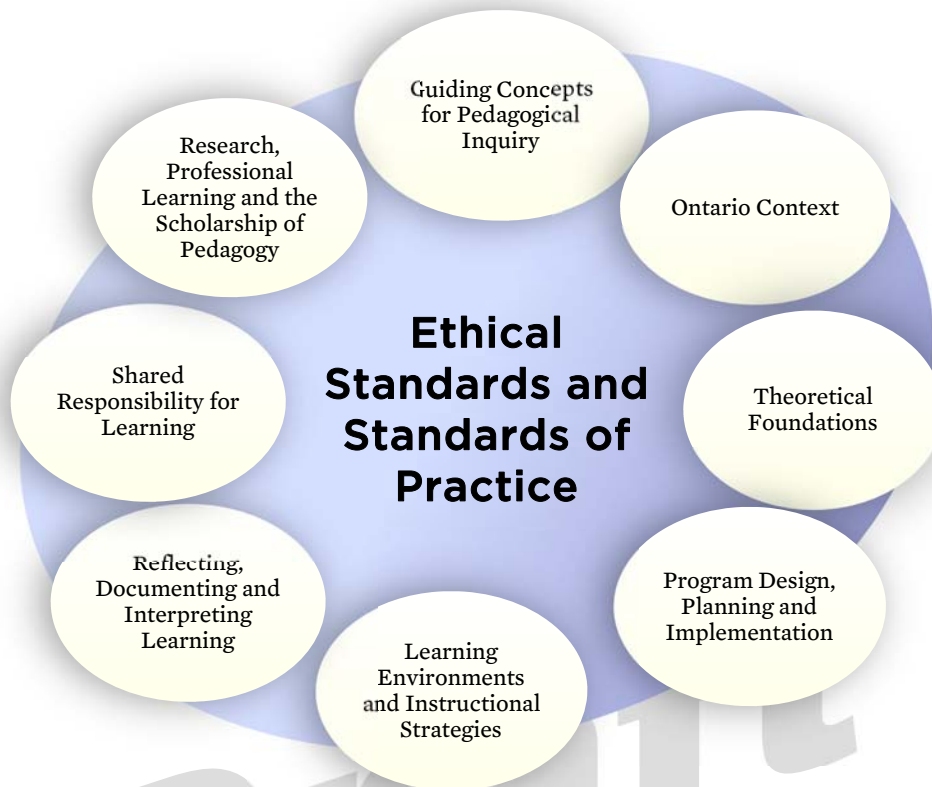 Guiding Concepts
for Pedagogical
Inquiry
Ontario Context
Theoretical
Foundations
Program Design,
Planning and
Implementation
Learning
Environments
and Instructional
Strategies
Reflecting,
Documenting and
Interpreting
Learning
Shared
Responsibility for
Learning
Research,
Professional
Learning and the
Scholarship of
Pedagogy
Ethical
Standards and
Standards of
Practice